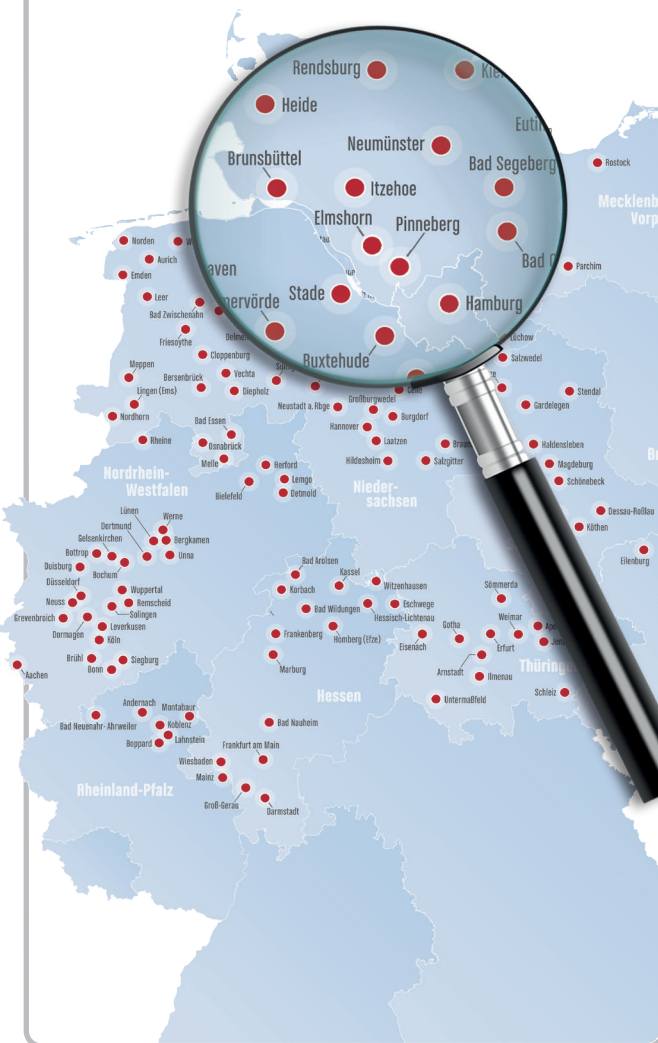 Rendsburg
Heide
Neumünster
Brunsbüttel
Bad Segeberg
Itzehoe
Elmshorn
Pinneberg
Stade
Hamburg
Buxtehude
Rostock
Parchim
Norden
Aurich
Emden
Leer
Bad Zwischenahn
Friesoythe
Cloppenburg
Meppen
Bersenbrück
Vechta
Diepholz
Lingen (Ems)
Nordhorn
Neustadt a. Rbge
Großburgwedel
Celle
Burgdorf
Hannover
Laatzen
Hildesheim
Salzgitter
Salzwedel
Gardelegen
Stendal
Haldensleben
Magdeburg
Schönebeck
Rheine
Bad Essen
Osnabrück
Melle
Herford
Lemgo
Bielefeld
Detmold
Nordrhein-
Westfalen
Nieder-
sachsen
Dessau-Roßlau
Köthen
Eilenburg
Lünen
Werne
Dortmund
Gelsenkirchen
Bergkamen
Bottrop
Unna
Duisburg
Bochum
Düsseldorf
Wuppertal
Neuss
Remscheid
Solingen
Grevenbroich
Leverkusen
Dormagen
Köln
Brühl
Siegburg
Bonn
Aachen
Bad Arolsen
Kassel
Witzenhausen
Korbach
Bad Wildungen
Eschwege
Hessisch-Lichtenau
Frankenberg
Homberg (Efze)
Marburg
Sömmerda
Weimar
Gotha
Erfurt
Eisenach
Arnstadt
Ilmenau
Untermaßfeld
Schleiz
Hessen
Andernach
Montabaur
Bad Neuenahr- Ahrweiler
Koblenz
Lahnstein
Boppard
Bad Nauheim
Frankfurt am Main
Wiesbaden
Mainz
Groß-Gerau
Darmstadt
Rheinland-Pfalz